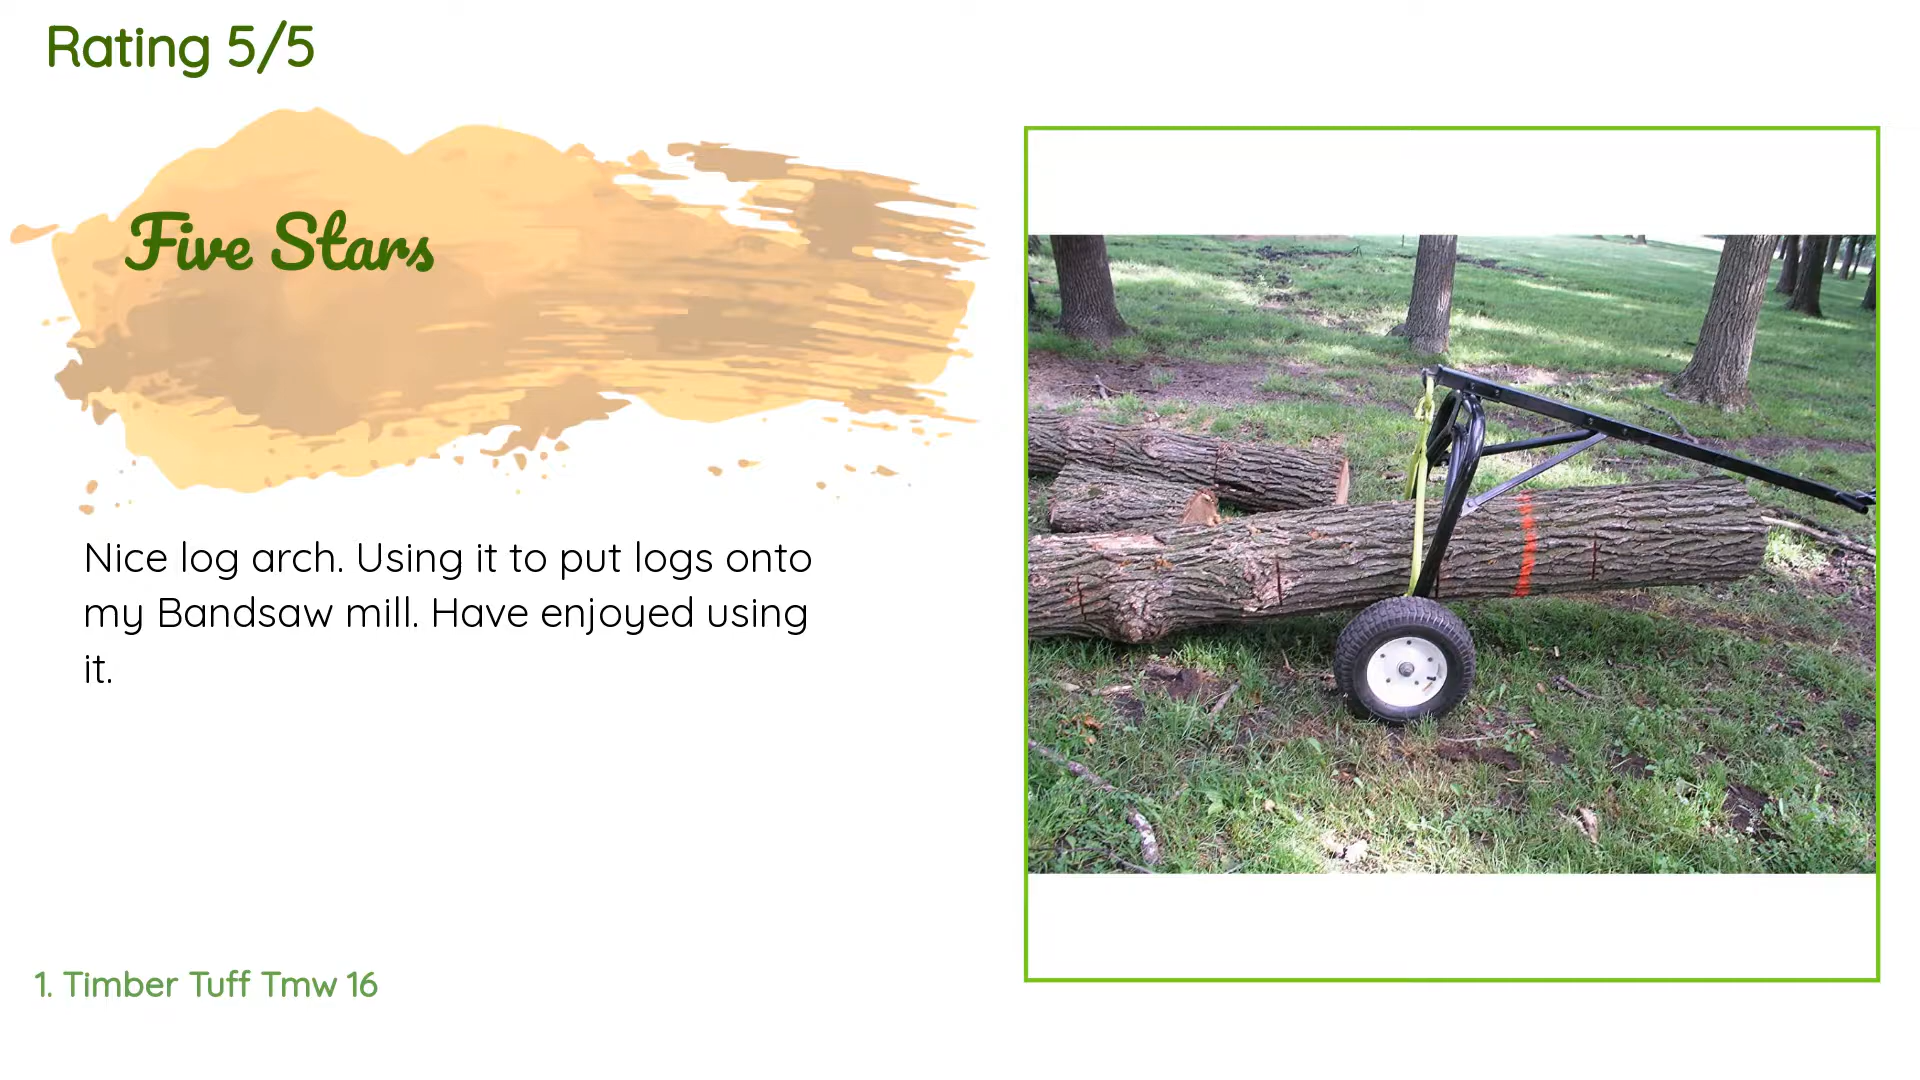 Rating 5/5
Five Stars
Nice log arch. Using it to put logs onto
my Bandsaw mill. Have enjoyed using
it.
1. Timber Tuff Tmw 16